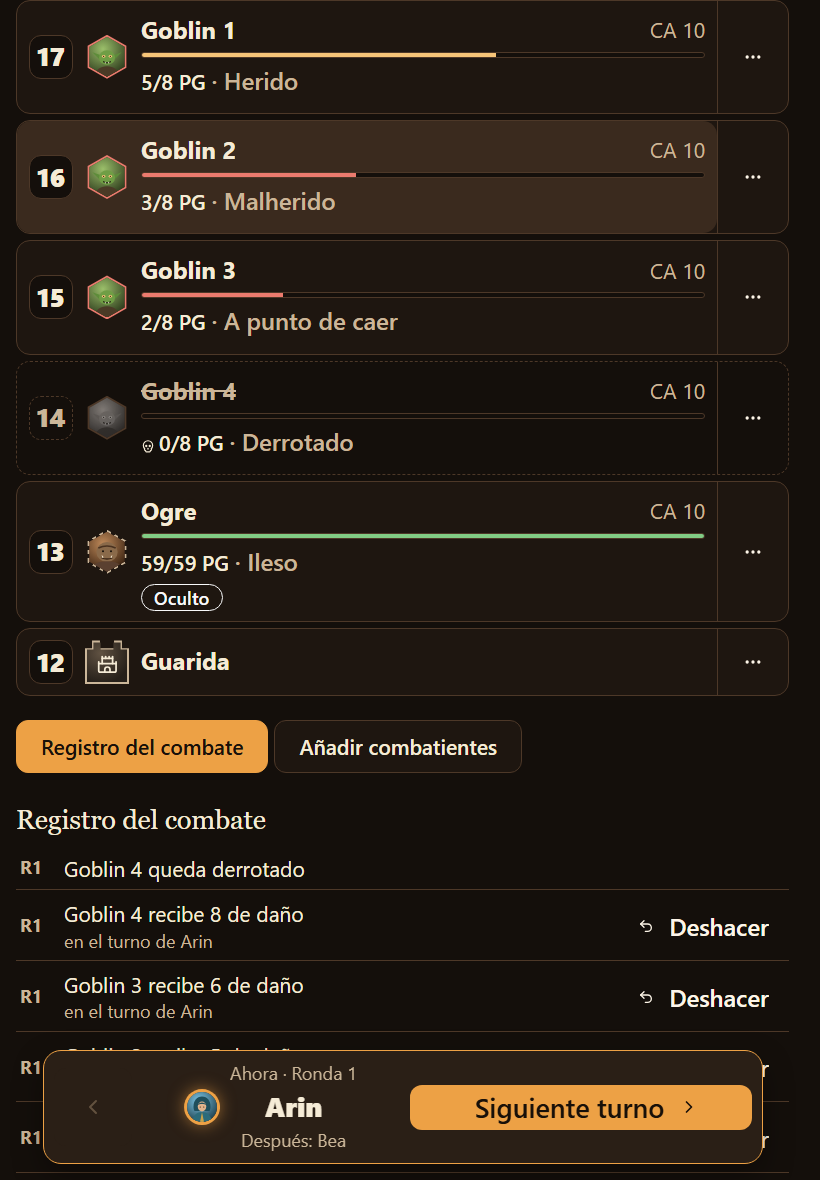 17
Goblin 1
CA 10
5/8 PG · Herido
16
Goblin 2
CA 10
3/8 PG · Malherido
15
Goblin 3
CA 10
2/8 PG · A punto de caer
14
Goblin 4
CA 10
0/8 PG · Derrotado
13
Ogre
CA 10
59/59 PG · Ileso
Oculto
12
Guarida
Registro del combate
Añadir combatientes
Registro del combate
R1 Goblin 4 queda derrotado
R1 Goblin 4 recibe 8 de daño
en el turno de Arin
Deshacer
R1 Goblin 3 recibe 6 de daño
en el turno de Arin
Deshacer
R1
R1
Ahora · Ronda 1
Arin
Después: Bea
Siguiente turno